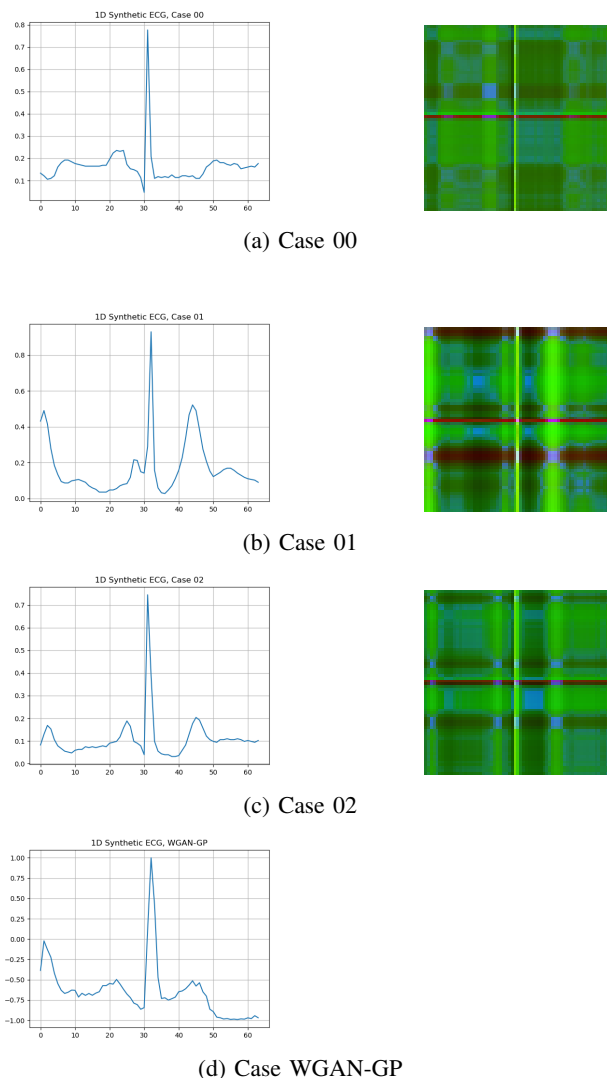 1D Synthetic ECG, Case 00
0.8
0.7
0.6
0.5
0.4
0.3
0.2
0.1
0 10 20 30 40 50 60
(a) Case 00
1D Synthetic ECG, Case 01
0.8
0.6
0.4
0.2
0.0
0 10 20 30 40 50 60
(b) Case 01
1D Synthetic ECG, Case 02
0.7
0.6
0.5
0.4
0.3
0.2
0.1
0.0
0 10 20 30 40 50 60
(c) Case 02
1D Synthetic ECG, WGAN-GP
1.00
0.75
0.50
0.25
0.00
−0.25
−0.50
−0.75
−1.00
0 10 20 30 40 50 60
(d) Case WGAN-GP